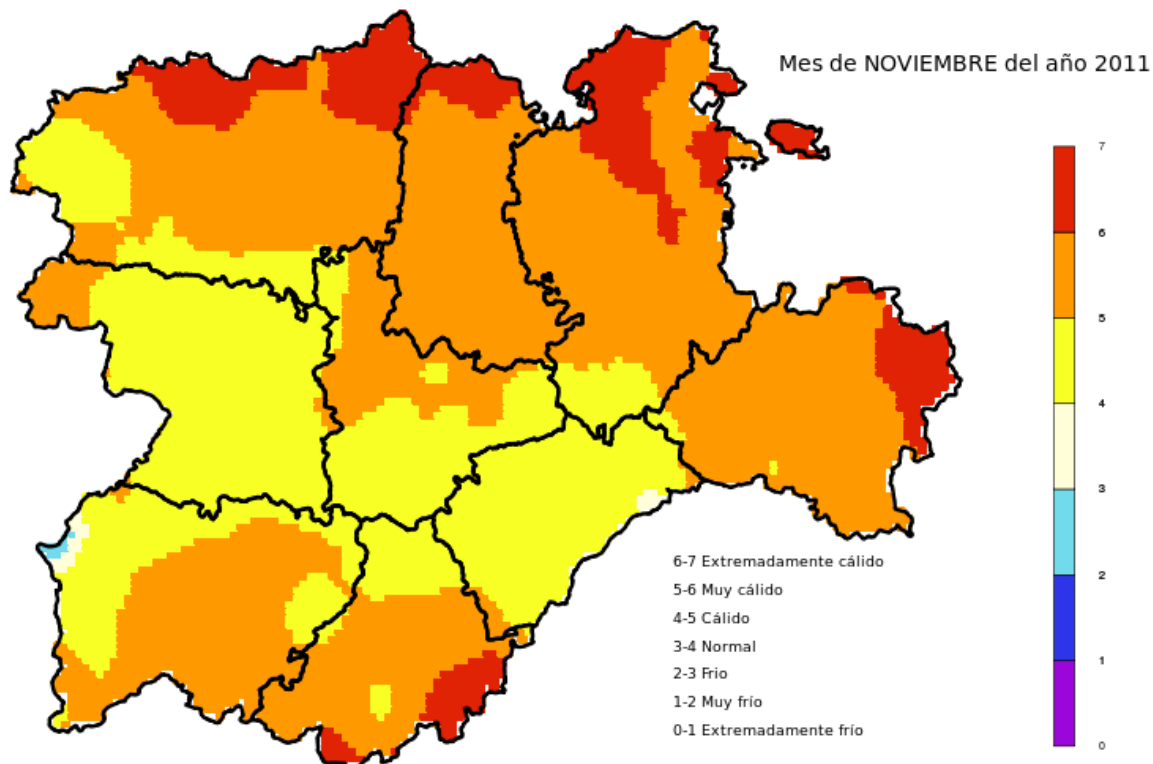 Mes de NOVIEMBRE del año 2011
7
6
5
4
3
2
1
0
6-7 Extremadamente cálido
5-6 Muy cálido
4-5 Cálido
3-4 Normal
2-3 Frio
1-2 Muy frío
0-1 Extremadamente frío